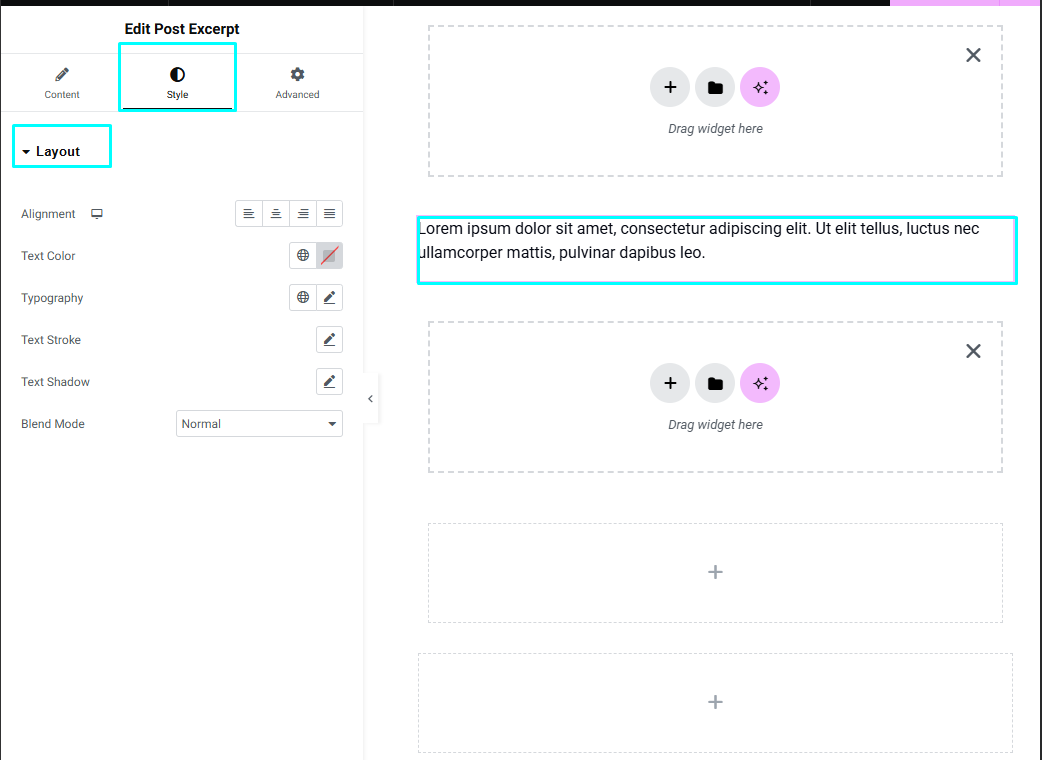 Edit Post Excerpt
Content
Style
Advanced
Layout
Alignment
Text Color
Typography
Text Stroke
Text Shadow
Blend Mode
Normal
Drag widget here
Lorem ipsum dolor sit amet, consectetur adipiscing elit. Ut elit tellus, luctus nec
ullamcorper mattis, pulvinar dapibus leo.
Drag widget here